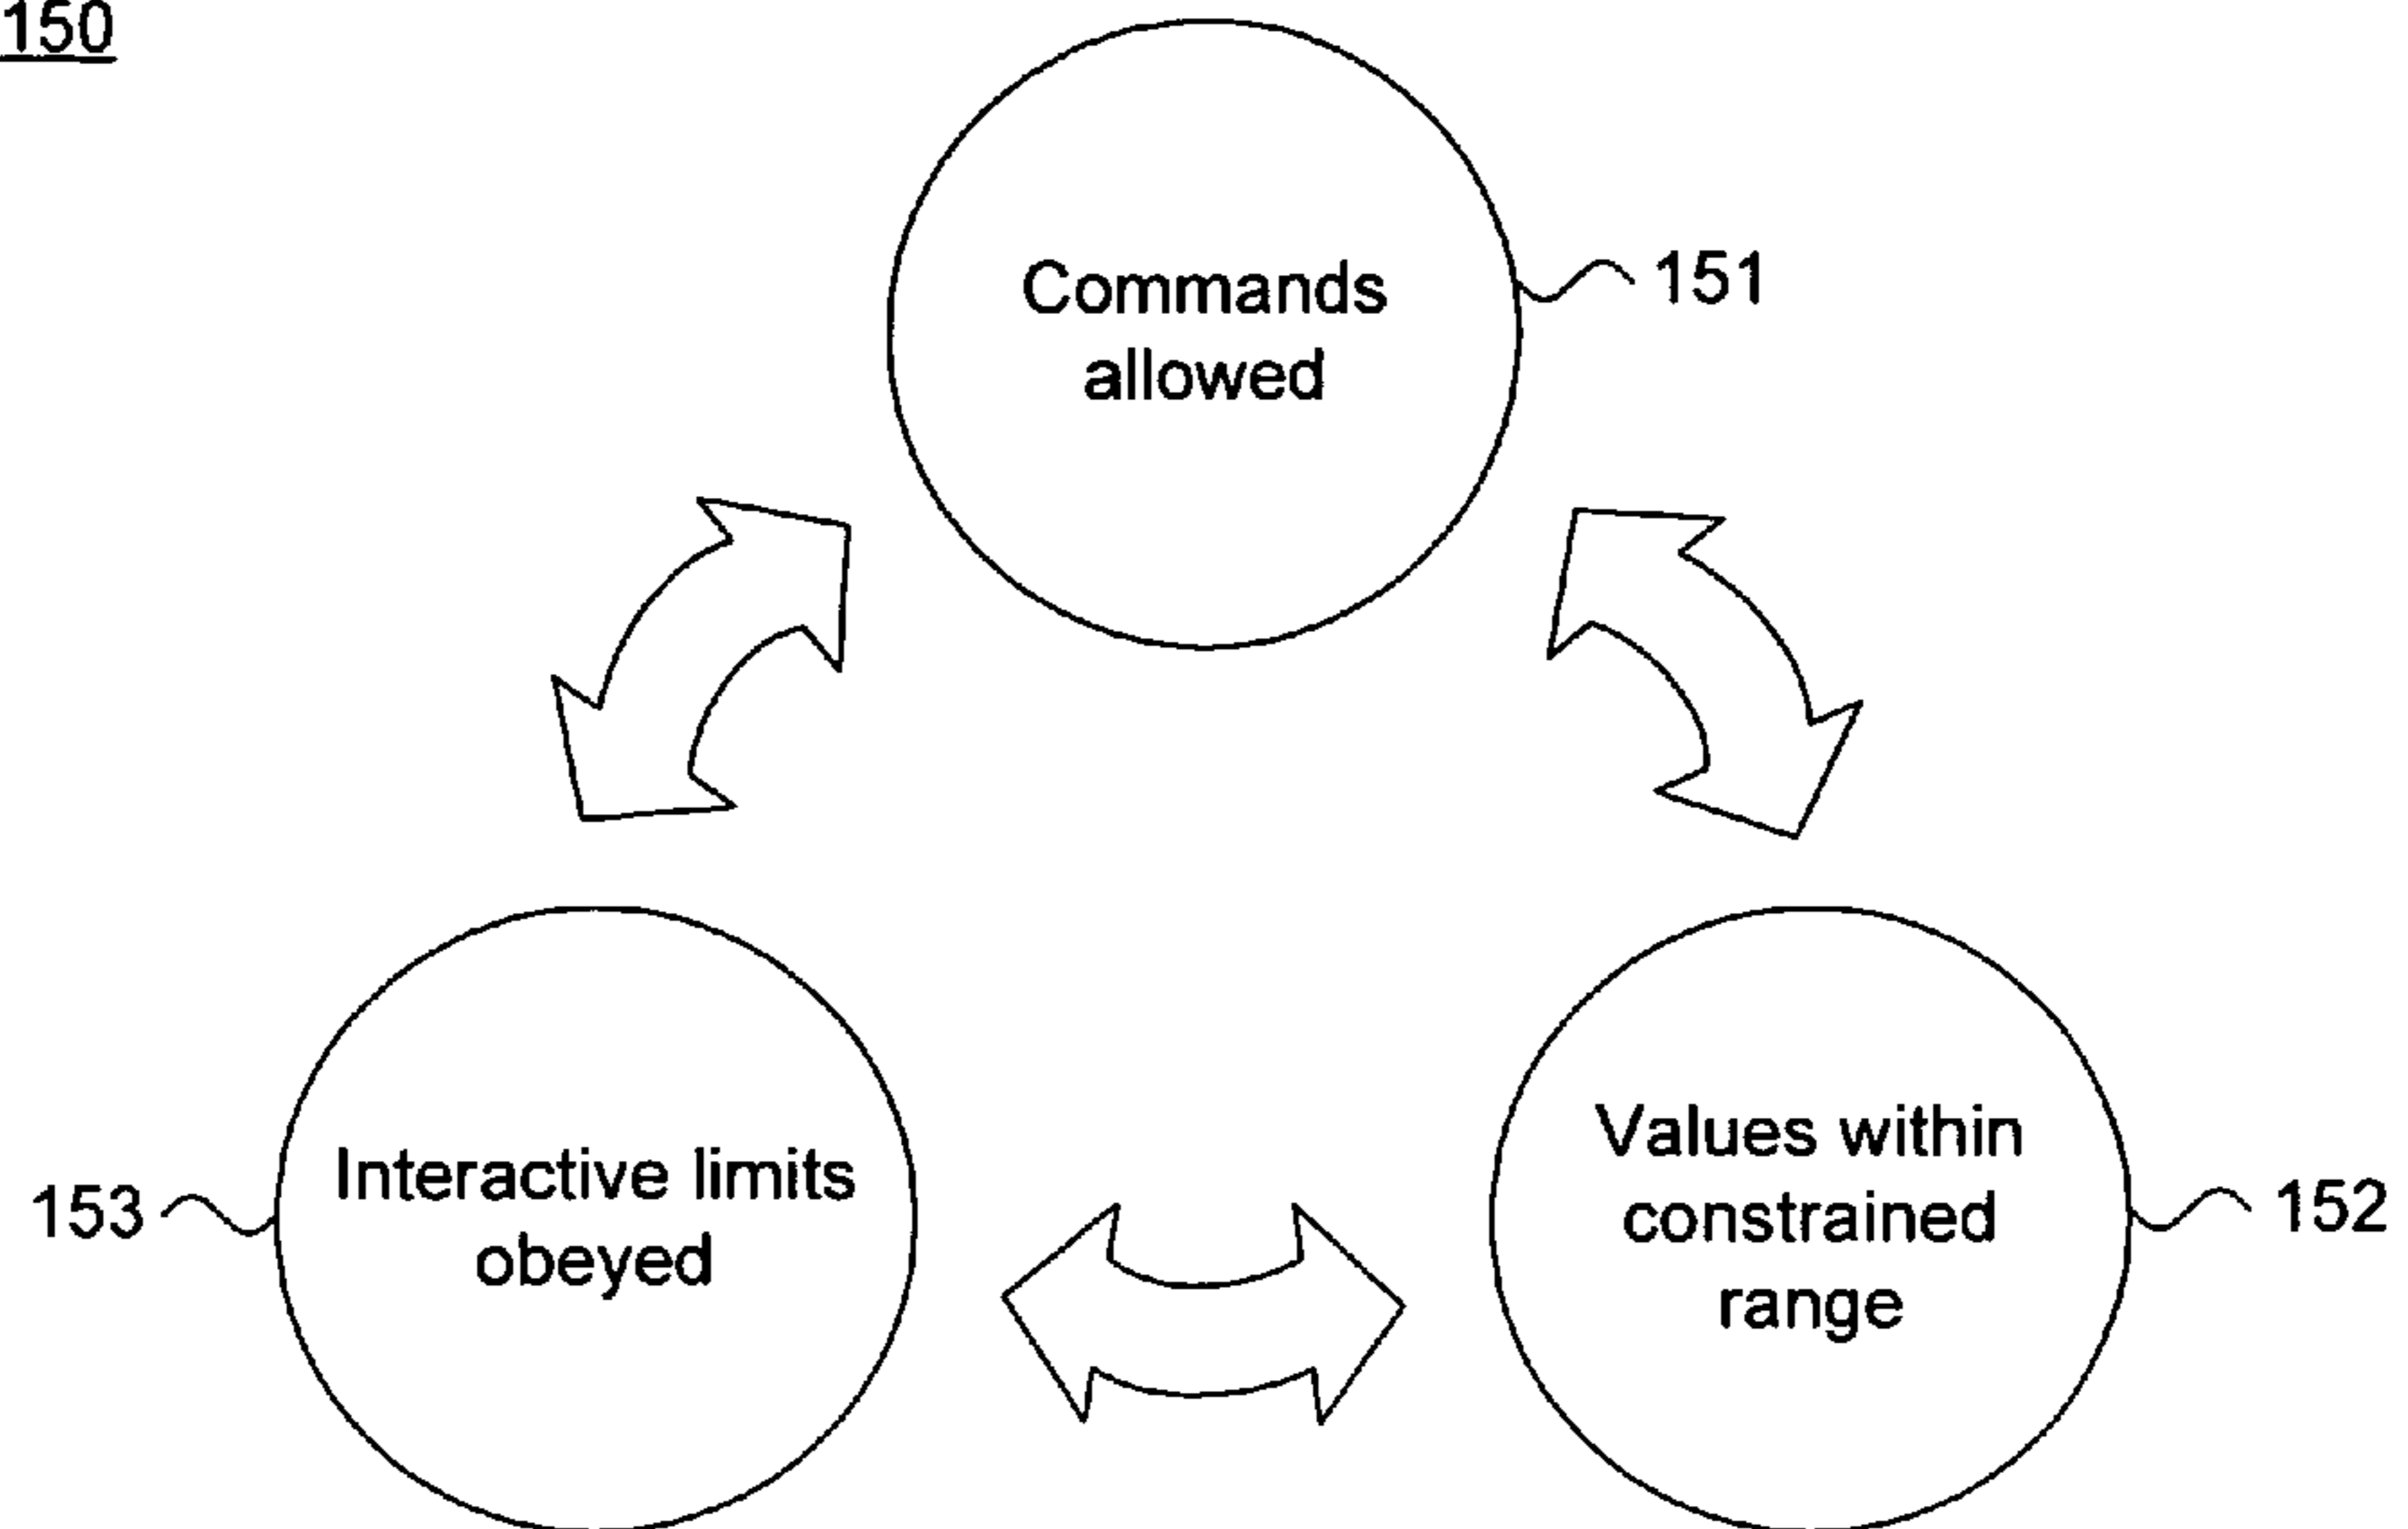 150
Commands
allowed
151
Interactive limits
obeyed
153
Values within
constrained
range
152